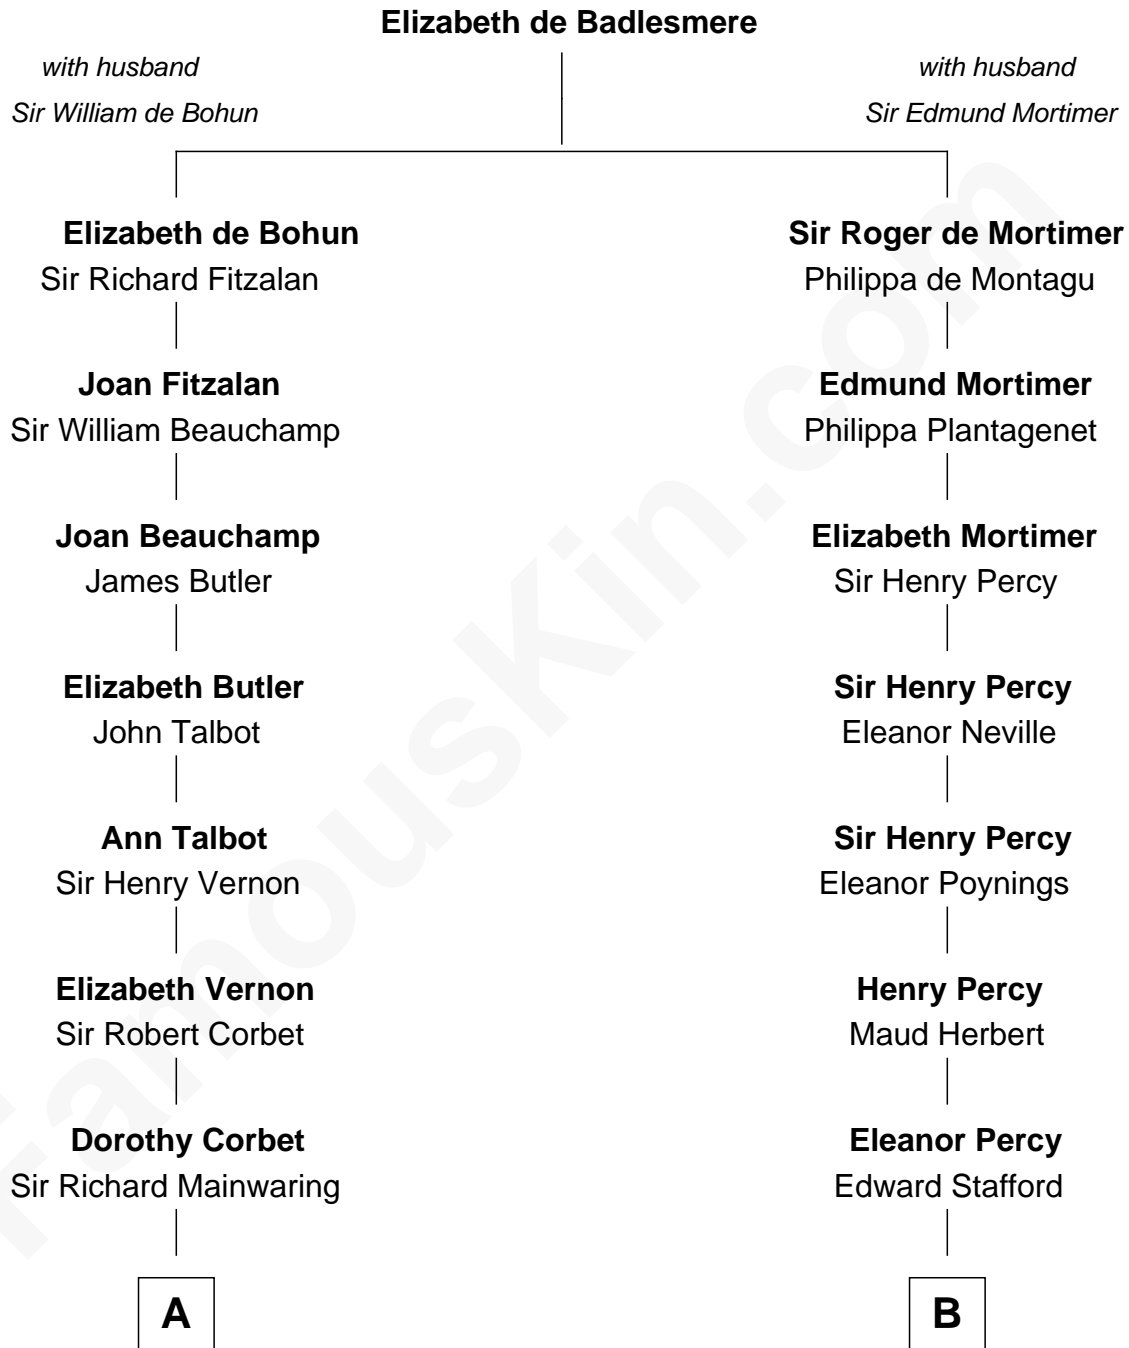 Elizabeth de Badlesmere
with husband
Sir William de Bohun
with husband
Sir Edmund Mortimer
Elizabeth de Bohun
Sir Richard Fitzalan
Joan Fitzalan
Sir William Beauchamp
Joan Beauchamp
James Butler
Elizabeth Butler
John Talbot
Ann Talbot
Sir Henry Vernon
Elizabeth Vernon
Sir Robert Corbet
Dorothy Corbet
Sir Richard Mainwaring
A
Sir Roger de Mortimer
Philippa de Montagu
Edmund Mortimer
Philippa Plantagenet
Elizabeth Mortimer
Sir Henry Percy
Sir Henry Percy
Eleanor Neville
Sir Henry Percy
Eleanor Poynings
Henry Percy
Maud Herbert
Eleanor Percy
Edward Stafford
B
FamousKin.com